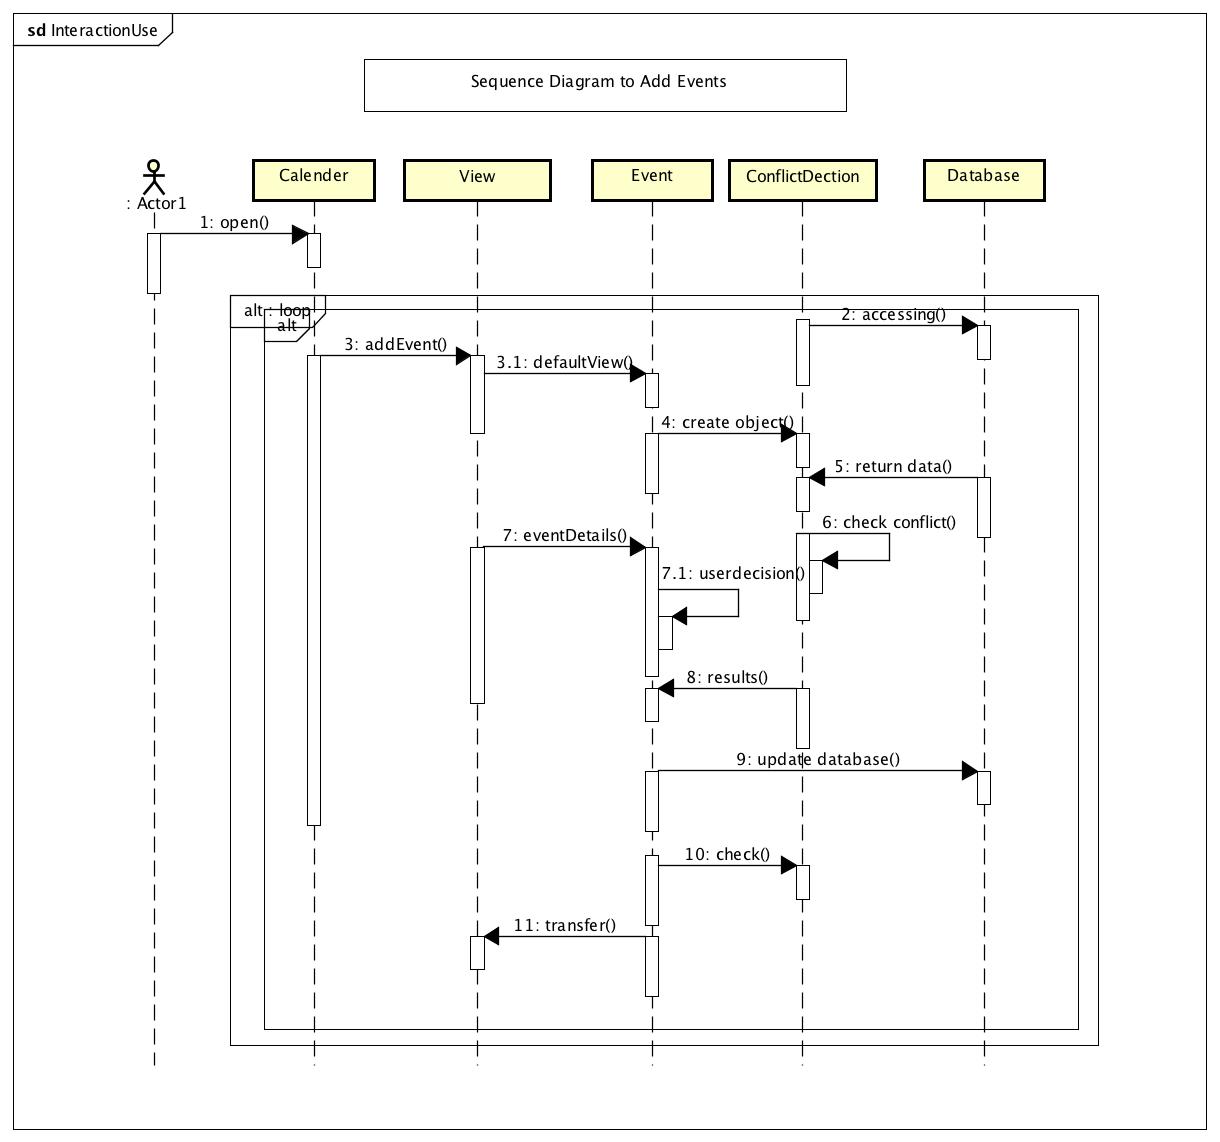 sd InteractionUse
Sequence Diagram to Add Events
Calender
View
Event
ConflictDection
Database
: Actor1
1: open()
alt : loop
alt
2: accessing()
3: addEvent()
3.1: defaultView()
4: create object()
5: return data()
6: check conflict()
7: eventDetails()
7.1: userdecision()
8: results()
9: update database()
10: check()
11: transfer()